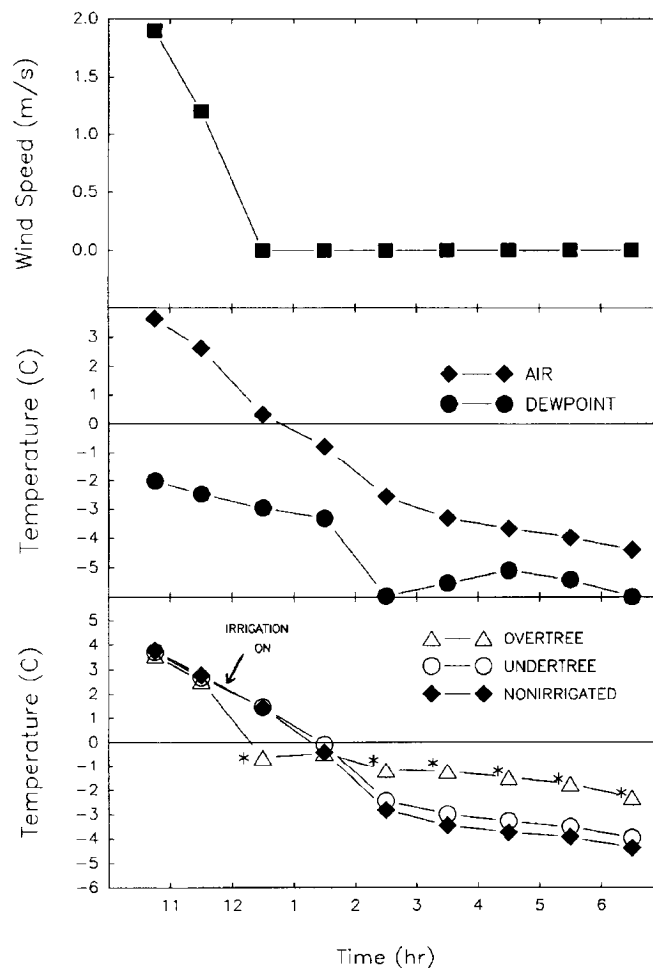 Wind Speed (m/s)
2.0
1.5
1.0
0.5
0.0
Temperature (C)
3
2
1
0
-1
-2
-3
-4
-5
AIR
DEWPOINT
Temperature (C)
5
4
3
2
1
0
-1
-2
-3
-4
-5
-6
IRRIGATION
ON
OVERTREE
UNDERTREE
NONIRRIGATED
*
*
*
*
*
*
11 12 1 2 3 4 5 6
Time (hr)